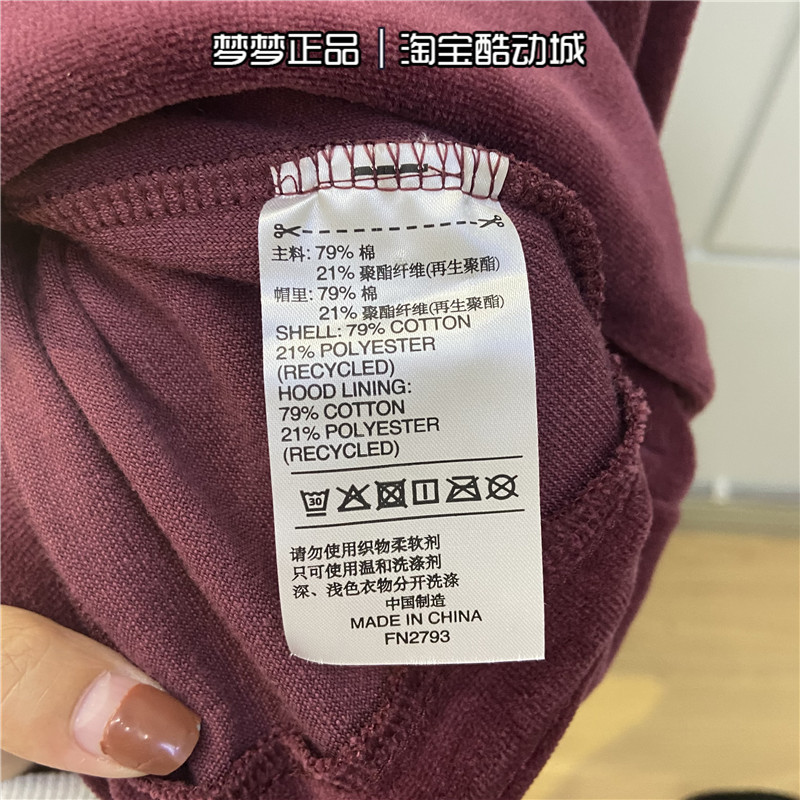 梦梦正品｜淘宝酷动城
主料: 79% 棉
21% 聚酯纤维(再生聚酯)
帽里: 79% 棉
21% 聚酯纤维(再生聚酯)
SHELL: 79% COTTON
21% POLYESTER
(RECYCLED)
HOOD LINING:
79% COTTON
21% POLYESTER
(RECYCLED)
30
请勿使用织物柔软剂
只可使用温和洗涤剂
深、浅色衣物分开洗涤
中国制造
MADE IN CHINA
FN2793